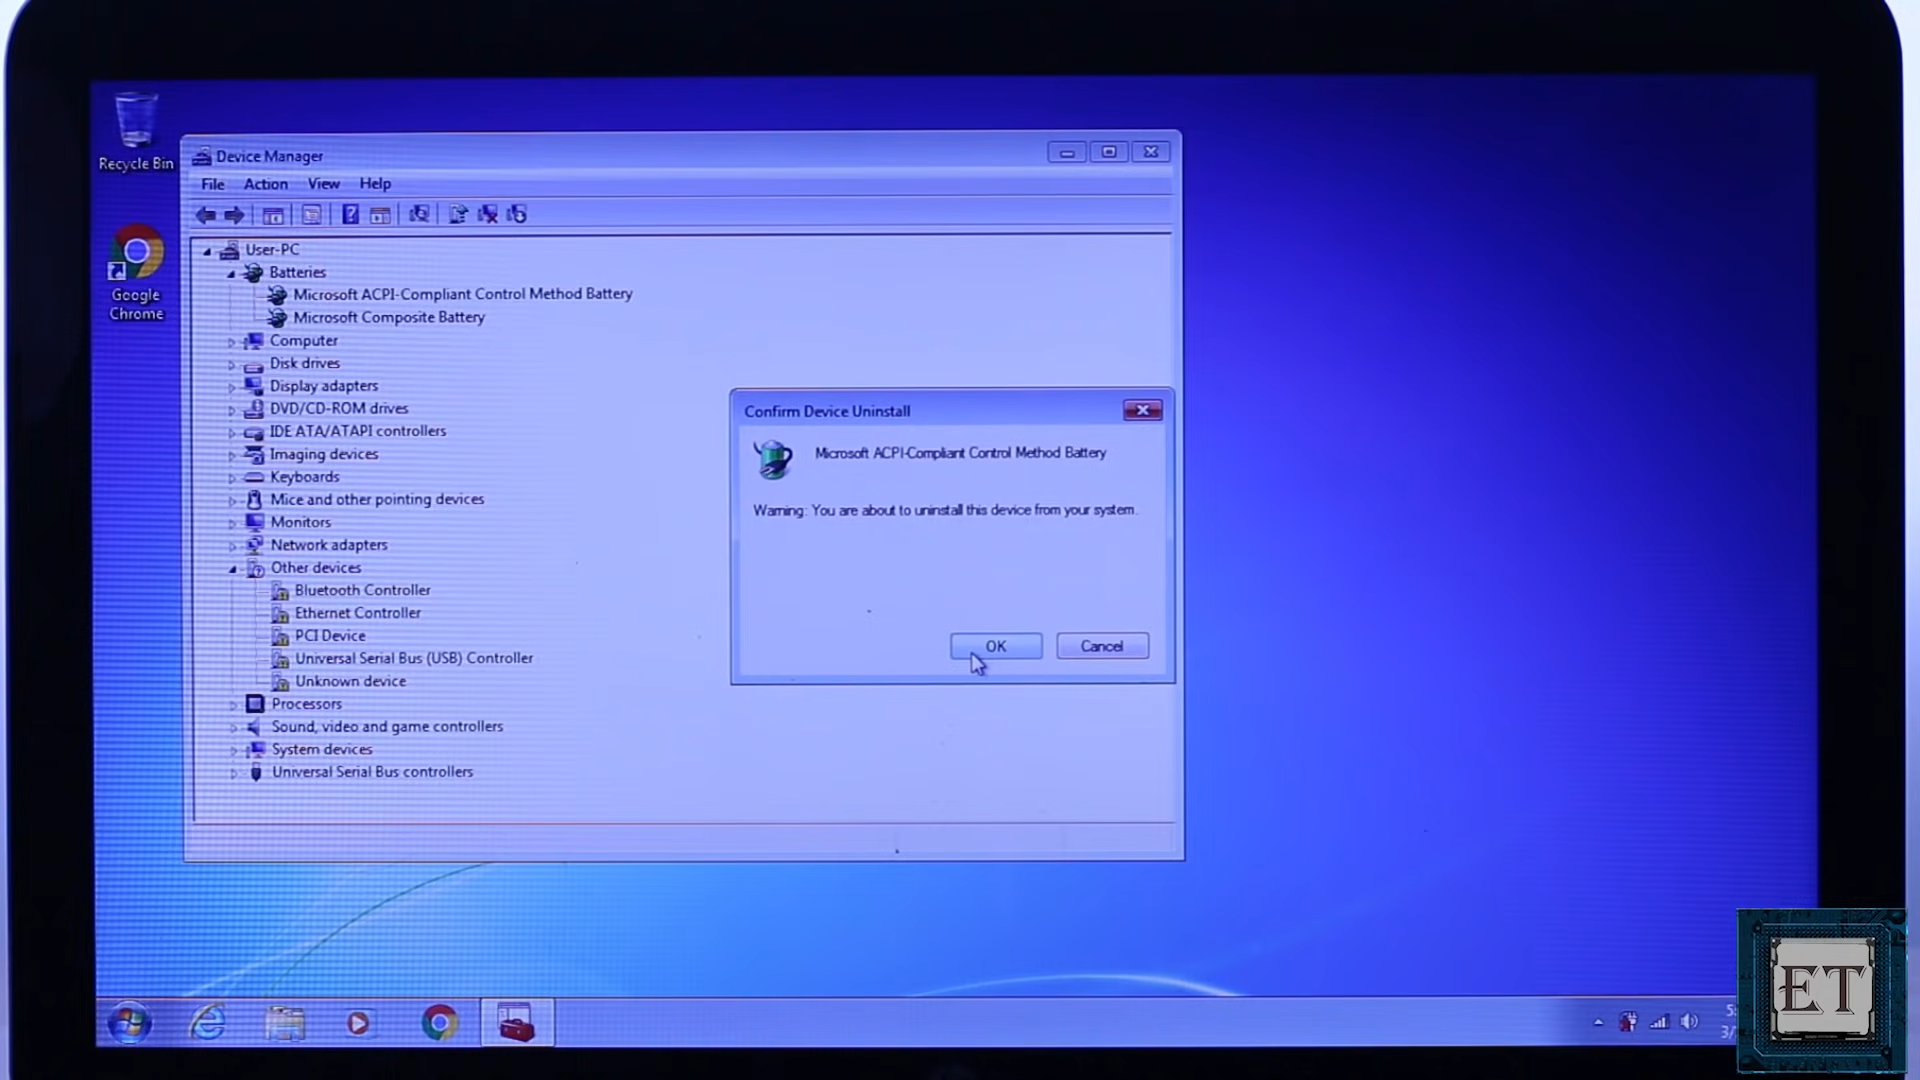 Recycle Bin
Google
Chrome
Device Manager
File Action View Help
User-PC
Batteries
Microsoft ACPI-Compliant Control Method Battery
Microsoft Composite Battery
Computer
Disk drives
Display adapters
DVD/CD-ROM drives
IDE ATA/ATAPI controllers
Imaging devices
Keyboards
Mice and other pointing devices
Monitors
Network adapters
Other devices
Bluetooth Controller
Ethernet Controller
PCI Device
Universal Serial Bus (USB) Controller
Unknown device
Processors
Sound, video and game controllers
System devices
Universal Serial Bus controllers
Confirm Device Uninstall
Microsoft ACPI-Compliant Control Method Battery
Warning: You are about to uninstall this device from your system.
OK Cancel
ET